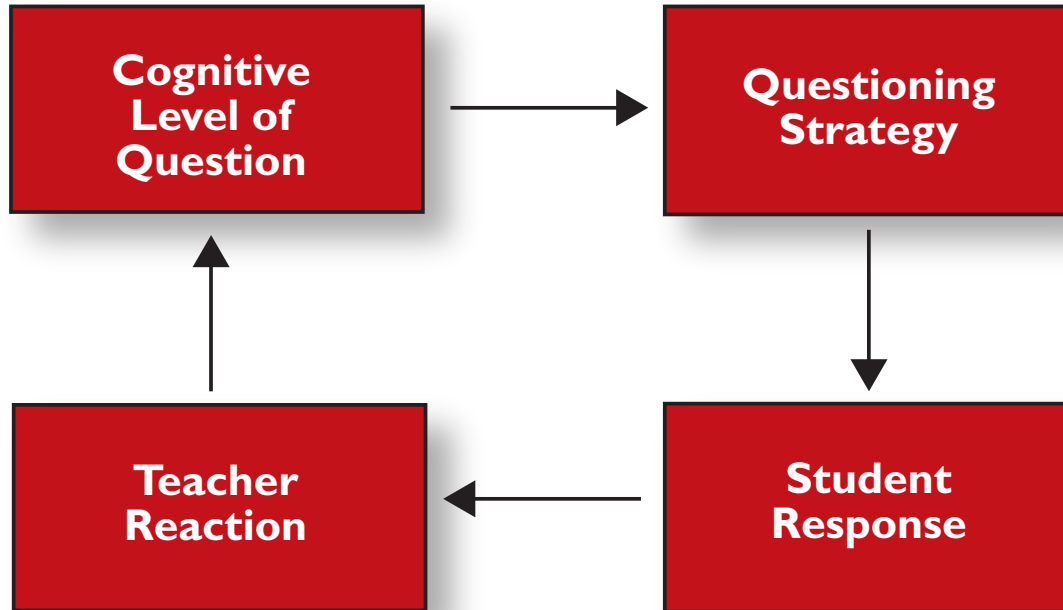 Cognitive
Level of
Question
Questioning
Strategy
Teacher
Reaction
Student
Response